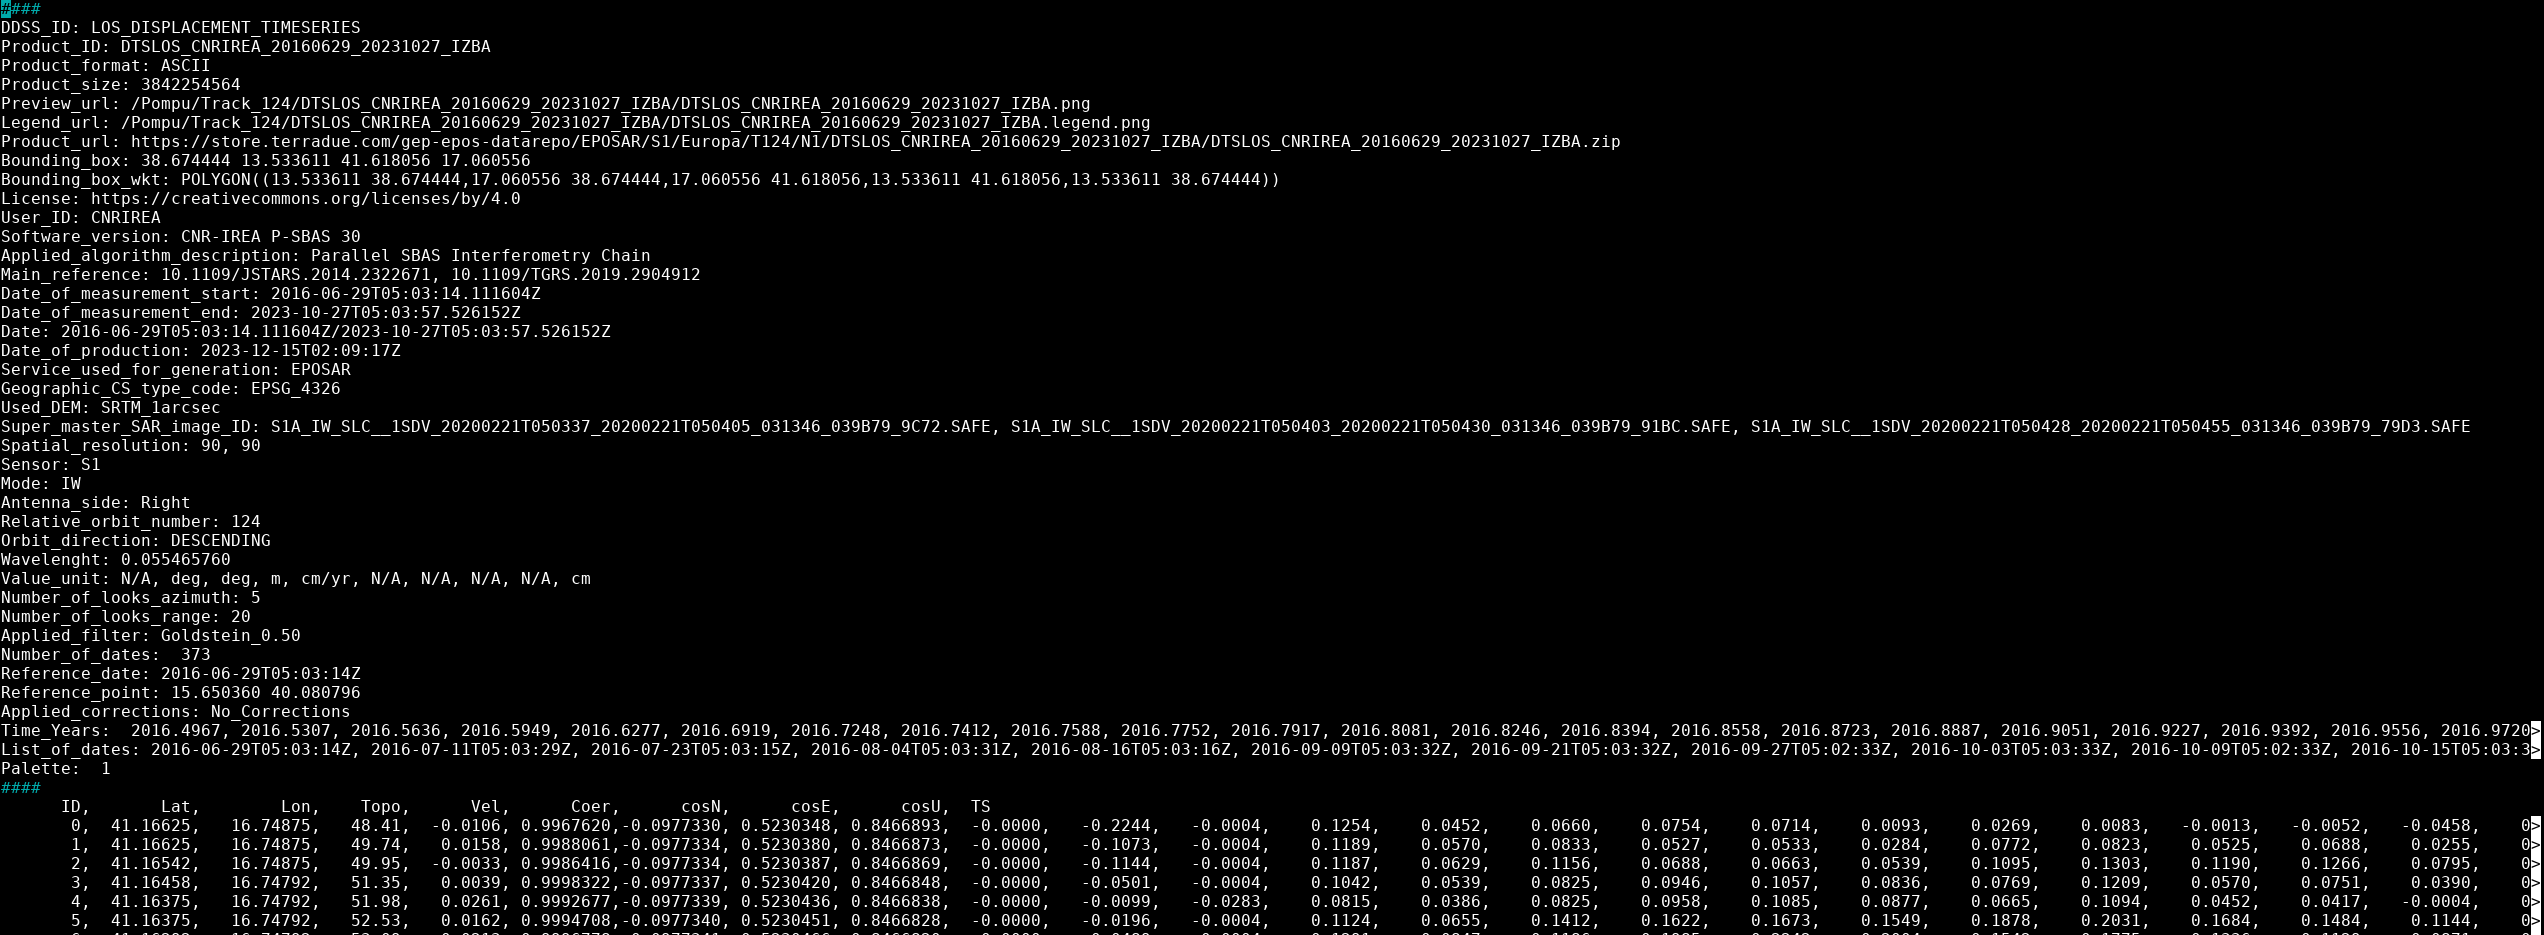 ####
DDSS_ID: LOS_DISPLACEMENT_TIMESERIES
Product_ID: DTSLOS_CNRIREA_20160629_20231027_IZBA
Product_format: ASCII
Product_size: 3842254564
Preview_url: /Pompu/Track_124/DTSLOS_CNRIREA_20160629_20231027_IZBA/DTSLOS_CNRIREA_20160629_20231027_IZBA.png
Legend_url: /Pompu/Track_124/DTSLOS_CNRIREA_20160629_20231027_IZBA/DTSLOS_CNRIREA_20160629_20231027_IZBA.legend.png
Product_url: https://store.terradue.com/gep-epos-datarepo/EPOSAR/S1/Europa/T124/N1/DTSLOS_CNRIREA_20160629_20231027_IZBA/DTSLOS_CNRIREA_20160629_20231027_IZBA.zip
Bounding_box: 38.674444 13.533611 41.618056 17.060556
Bounding_box_wkt: POLYGON((13.533611 38.674444,17.060556 38.674444,17.060556 41.618056,13.533611 41.618056,13.533611 38.674444))
License: https://creativecommons.org/licenses/by/4.0
User_ID: CNRIREA
Software_version: CNR-IREA P-SBAS 30
Applied_algorithm_description: Parallel SBAS Interferometry Chain
Main_reference: 10.1109/JSTARS.2014.2322671, 10.1109/TGRS.2019.2904912
Date_of_measurement_start: 2016-06-29T05:03:14.111604Z
Date_of_measurement_end: 2023-10-27T05:03:57.526152Z
Date: 2016-06-29T05:03:14.111604Z/2023-10-27T05:03:57.526152Z
Date_of_production: 2023-12-15T02:09:17Z
Service_used_for_generation: EPOSAR
Geographic_CS_type_code: EPSG_4326
Used_DEM: SRTM_1arcsec
Super_master_SAR_image_ID: S1A_IW_SLC__1SDV_20200221T050337_20200221T050405_031346_039B79_9C72.SAFE, S1A_IW_SLC__1SDV_20200221T050403_20200221T050430_031346_039B79_91BC.SAFE, S1A_IW_SLC__1SDV_20200221T050428_20200221T050455_031346_039B79_79D3.SAFE
Spatial_resolution: 90, 90
Sensor: S1
Mode: IW
Antenna_side: Right
Relative_orbit_number: 124
Orbit_direction: DESCENDING
Wavelenght: 0.055465760
Value_unit: N/A, deg, deg, m, cm/yr, N/A, N/A, N/A, N/A, cm
Number_of_looks_azimuth: 5
Number_of_looks_range: 20
Applied_filter: Goldstein_0.50
Number_of_dates:  373
Reference_date: 2016-06-29T05:03:14Z
Reference_point: 15.650360 40.080796
Applied_corrections: No_Corrections
Time_Years:  2016.4967, 2016.5307, 2016.5636, 2016.5949, 2016.6277, 2016.6919, 2016.7248, 2016.7412, 2016.7588, 2016.7752, 2016.7917, 2016.8081, 2016.8246, 2016.8394, 2016.8558, 2016.8723, 2016.8887, 2016.9051, 2016.9227, 2016.9392, 2016.9556, 2016.9720>
List_of_dates: 2016-06-29T05:03:14Z, 2016-07-11T05:03:29Z, 2016-07-23T05:03:15Z, 2016-08-04T05:03:31Z, 2016-08-16T05:03:16Z, 2016-09-09T05:03:32Z, 2016-09-21T05:03:32Z, 2016-09-27T05:02:33Z, 2016-10-03T05:03:33Z, 2016-10-09T05:02:33Z, 2016-10-15T05:03:3>
Palette:  1
####
ID, Lat, Lon, Topo, Vel, Coer, cosN, cosE, cosU, TS
0, 41.16625, 16.74875, 48.41, -0.0106, 0.9967620,-0.0977330, 0.5230348, 0.8466893, -0.0000, -0.2244, -0.0004, 0.1254, 0.0452, 0.0660, 0.0754, 0.0714, 0.0093, 0.0269, 0.0083, -0.0013, -0.0052, -0.0458, 0>
1, 41.16625, 16.74875, 49.74, 0.0158, 0.9988061,-0.0977334, 0.5230380, 0.8466873, -0.0000, -0.1073, -0.0004, 0.1189, 0.0570, 0.0833, 0.0527, 0.0533, 0.0284, 0.0772, 0.0823, 0.0525, 0.0688, 0.0255, 0>
2, 41.16542, 16.74875, 49.95, -0.0033, 0.9986416,-0.0977334, 0.5230387, 0.8466869, -0.0000, -0.1144, -0.0004, 0.1187, 0.0629, 0.1156, 0.0688, 0.0663, 0.0539, 0.1095, 0.1303, 0.1190, 0.1266, 0.0795, 0>
3, 41.16458, 16.74792, 51.35, 0.0039, 0.9998322,-0.0977337, 0.5230420, 0.8466848, -0.0000, -0.0501, -0.0004, 0.1042, 0.0539, 0.0825, 0.0946, 0.1057, 0.0836, 0.0769, 0.1209, 0.0570, 0.0751, 0.0390, 0>
4, 41.16375, 16.74792, 51.98, 0.0261, 0.9992677,-0.0977339, 0.5230436, 0.8466838, -0.0000, -0.0099, -0.0283, 0.0815, 0.0386, 0.0825, 0.0958, 0.1085, 0.0877, 0.0665, 0.1094, 0.0452, 0.0417, -0.0004, 0>
5, 41.16375, 16.74792, 52.53, 0.0162, 0.9994708,-0.0977340, 0.5230451, 0.8466828, -0.0000, -0.0196, -0.0004, 0.1124, 0.0655, 0.1412, 0.1622, 0.1673, 0.1549, 0.1878, 0.2031, 0.1684, 0.1484, 0.1144, 0>